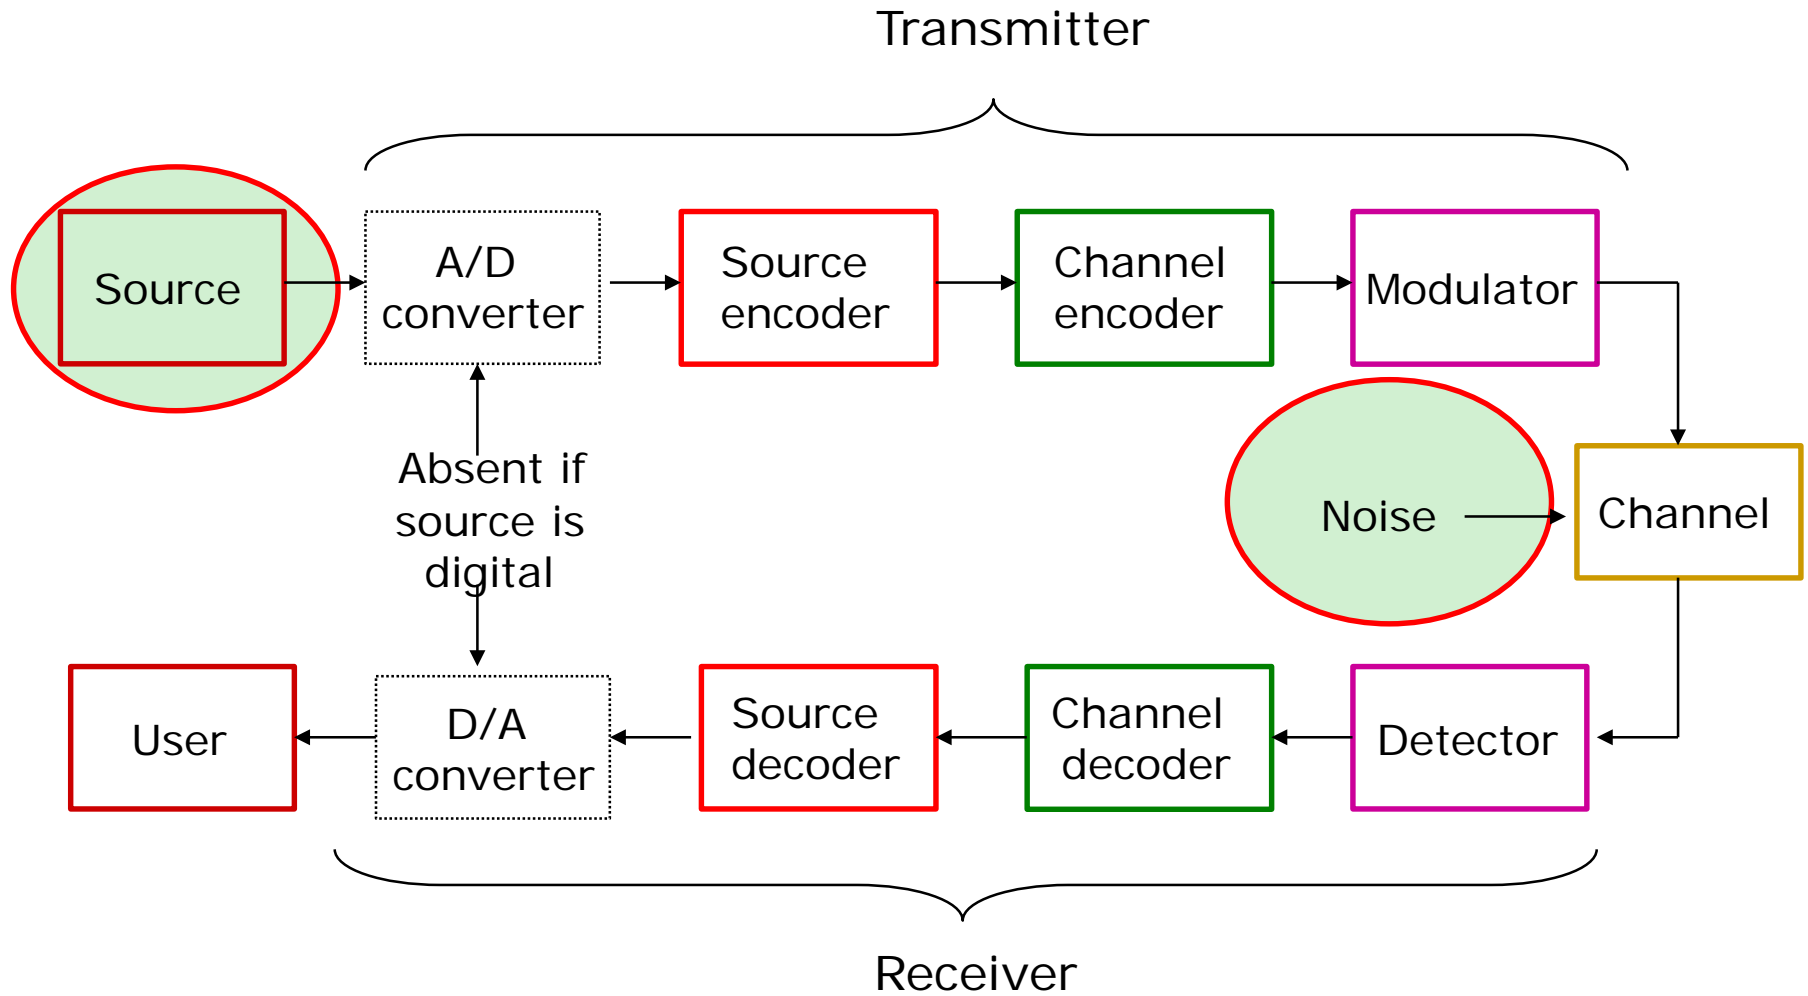 Transmitter
Source
A/D
converter
Source
encoder
Channel
encoder
Modulator
Absent if
source is
digital
Noise
Channel
User
D/A
converter
Source
decoder
Channel
decoder
Detector
Receiver